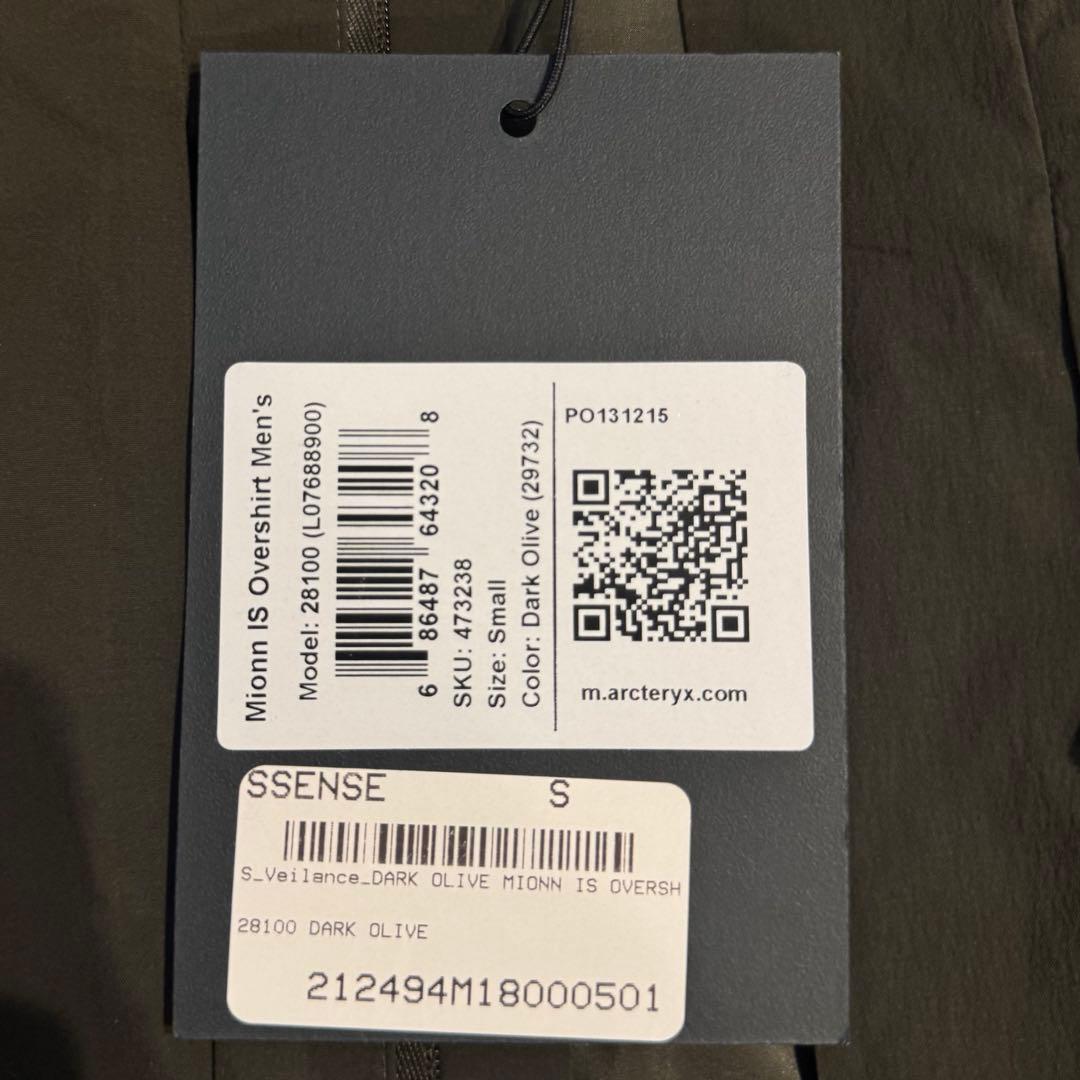 Mionn IS Overshirt Men's
Model: 28100 (L07688900)
6 86487 64320 8
SKU: 473238
Size: Small
Color: Dark Olive (29732)
PO131215
m.arcteryx.com
SSENSE S
S_Veilance_DARK OLIVE MIONN IS OVERSH
28100 DARK OLIVE
212494M18000501